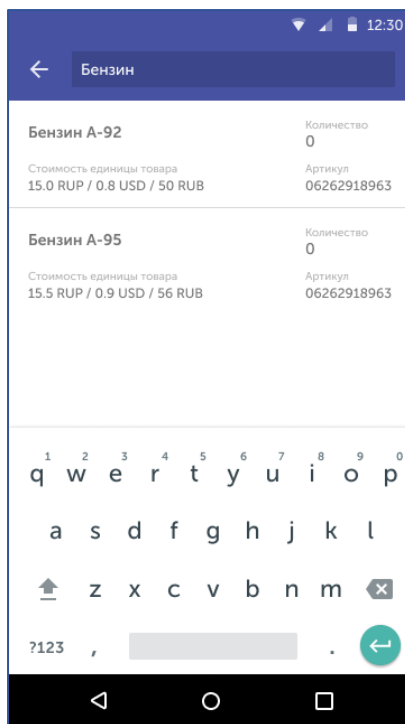 12:30
Бензин
Бензин А-92
Количество
0
Стоимость единицы товара
15.0 RUP / 0.8 USD / 50 RUB
Артикул
06262918963
Бензин А-95
Количество
0
Стоимость единицы товара
15.5 RUP / 0.9 USD / 56 RUB
Артикул
06262918963
1 2 3 4 5 6 7 8 9 0
q w e r t y u i o p
a s d f g h j k l
z x c v b n m
?123 , .